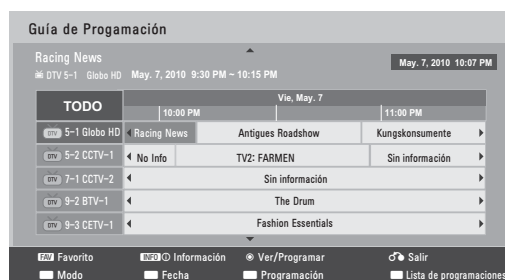 Guía de Progamación
Racing News
DTV 5-1 Globo HD May. 7, 2010 9:30 PM ~ 10:15 PM
May. 7, 2010 10:07 PM
TODO
Vie, May. 7
10:00 PM 11:00 PM
DTV 5-1 Globo HD Racing News Antigues Roadshow Kungskonsumente
DTV 5-2 CCTV-1 No Info TV2: FARMEN Sin información
DTV 7-1 CCTV-2 Sin información
DTV 9-2 BTV-1 The Drum
DTV 9-3 CETV-1 Fashion Essentials
FAV Favorito INFO Información Ver/Programar Salir
Modo Fecha Programación Lista de programaciones